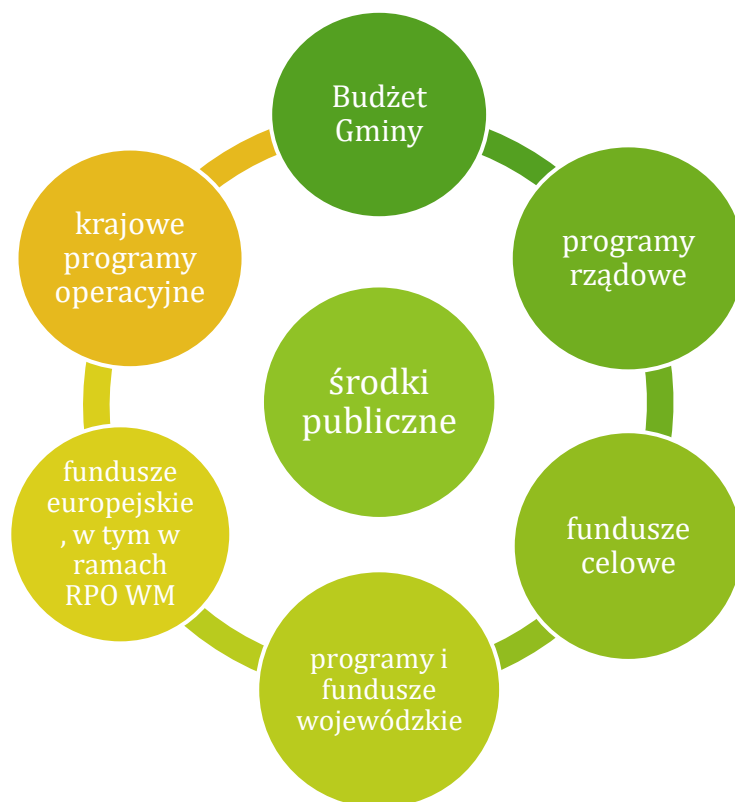 Budżet
Gminy
programy
rządowe
fundusze
celowe
programy i
fundusze
wojewódzkie
fundusze
europejskie
, w tym w
ramach
RPO WM
krajowe
programy
operacyjne
środki
publiczne